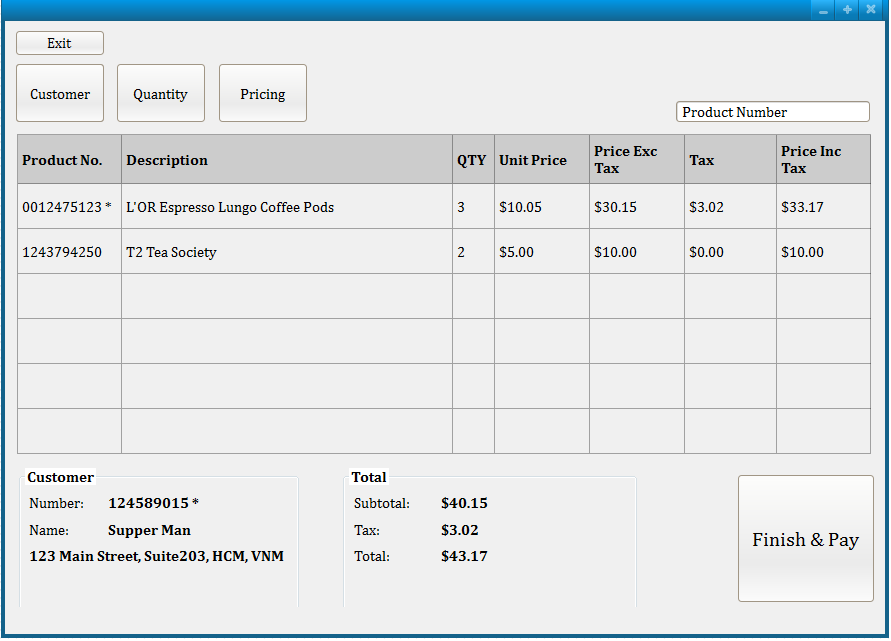 Exit
Customer Quantity Pricing
Product Number
Product No. Description QTY Unit Price Price Exc Tax Tax Price Inc Tax
0012475123 * L'OR Espresso Lungo Coffee Pods 3 $10.05 $30.15 $3.02 $33.17
1243794250 T2 Tea Society 2 $5.00 $10.00 $0.00 $10.00
Customer
Number: 124589015 *
Name: Supper Man
123 Main Street, Suite203, HCM, VNM
Total
Subtotal: $40.15
Tax: $3.02
Total: $43.17
Finish & Pay